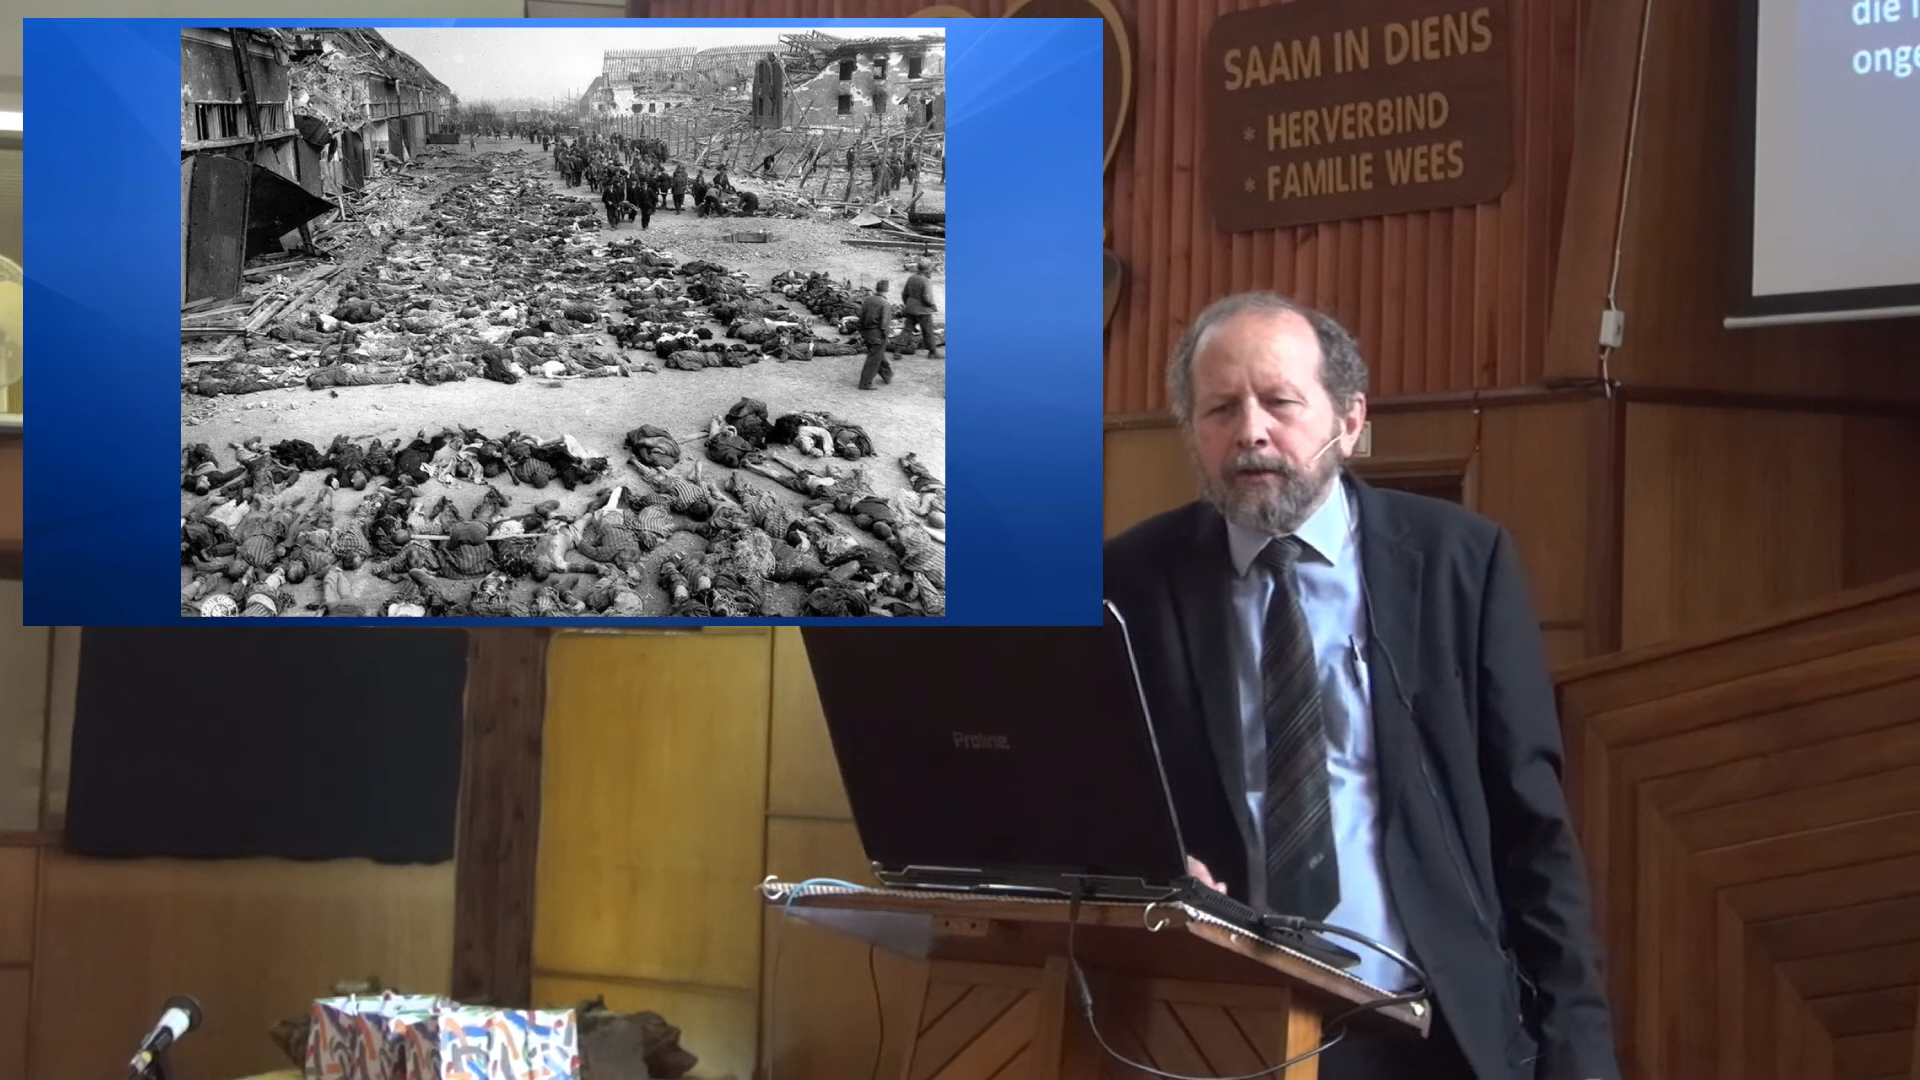 SAAM IN DIENS
* HERVERBIND
* FAMILIE WEES
die
onge
Proline